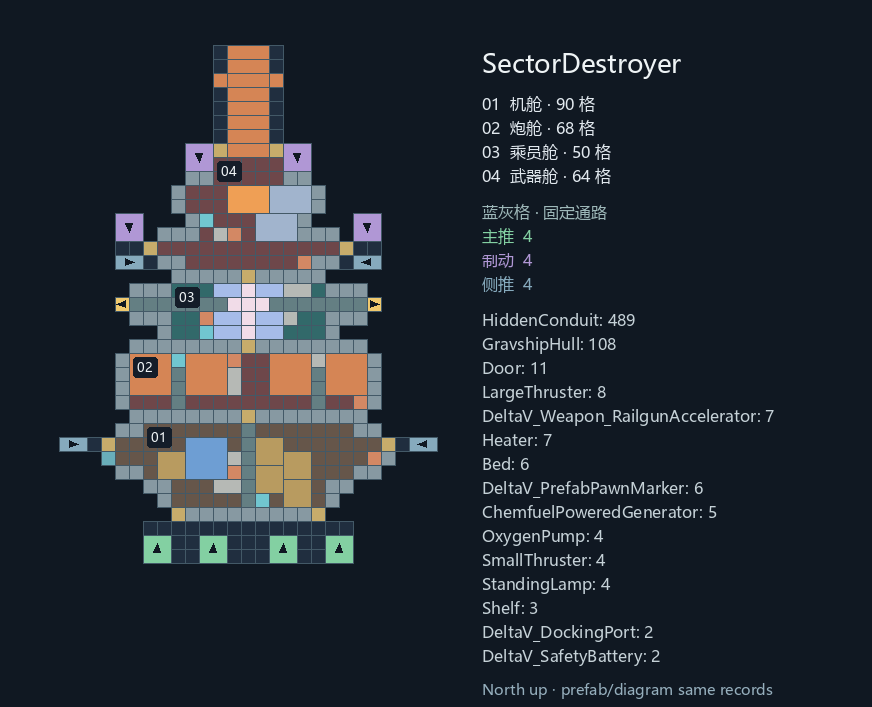 SectorDestroyer
01 机舱 · 90 格
02 炮舱 · 68 格
03 乘员舱 · 50 格
04 武器舱 · 64 格
蓝灰格 · 固定通路
主推 4
制动 4
侧推 4
HiddenConduit: 489
GravshipHull: 108
Door: 11
LargeThruster: 8
DeltaV_Weapon_RailgunAccelerator: 7
Heater: 7
Bed: 6
DeltaV_PrefabPawnMarker: 6
ChemfuelPoweredGenerator: 5
OxygenPump: 4
SmallThruster: 4
StandingLamp: 4
Shelf: 3
DeltaV_DockingPort: 2
DeltaV_SafetyBattery: 2
North up · prefab/diagram same records
04
03
02
01